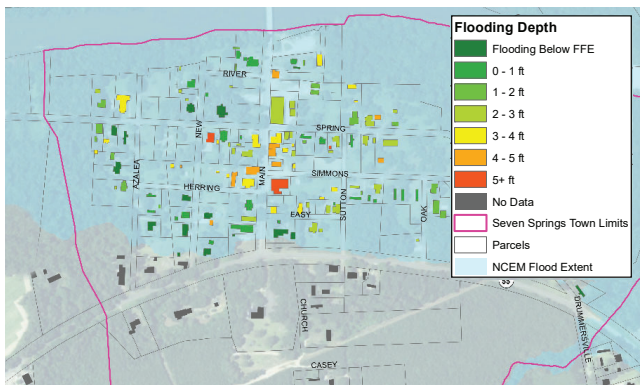 Flooding Depth
Flooding Below FFE
0 - 1 ft
1 - 2 ft
2 - 3 ft
3 - 4 ft
4 - 5 ft
5+ ft
No Data
Seven Springs Town Limits
Parcels
NCEM Flood Extent
RIVER
NEW
SPRING
AZALEA
MAIN
SIMMONS
HERRING
SUTTON
EASY
OAK
55
CHURCH
DRUMMERSVILLE
CASEY